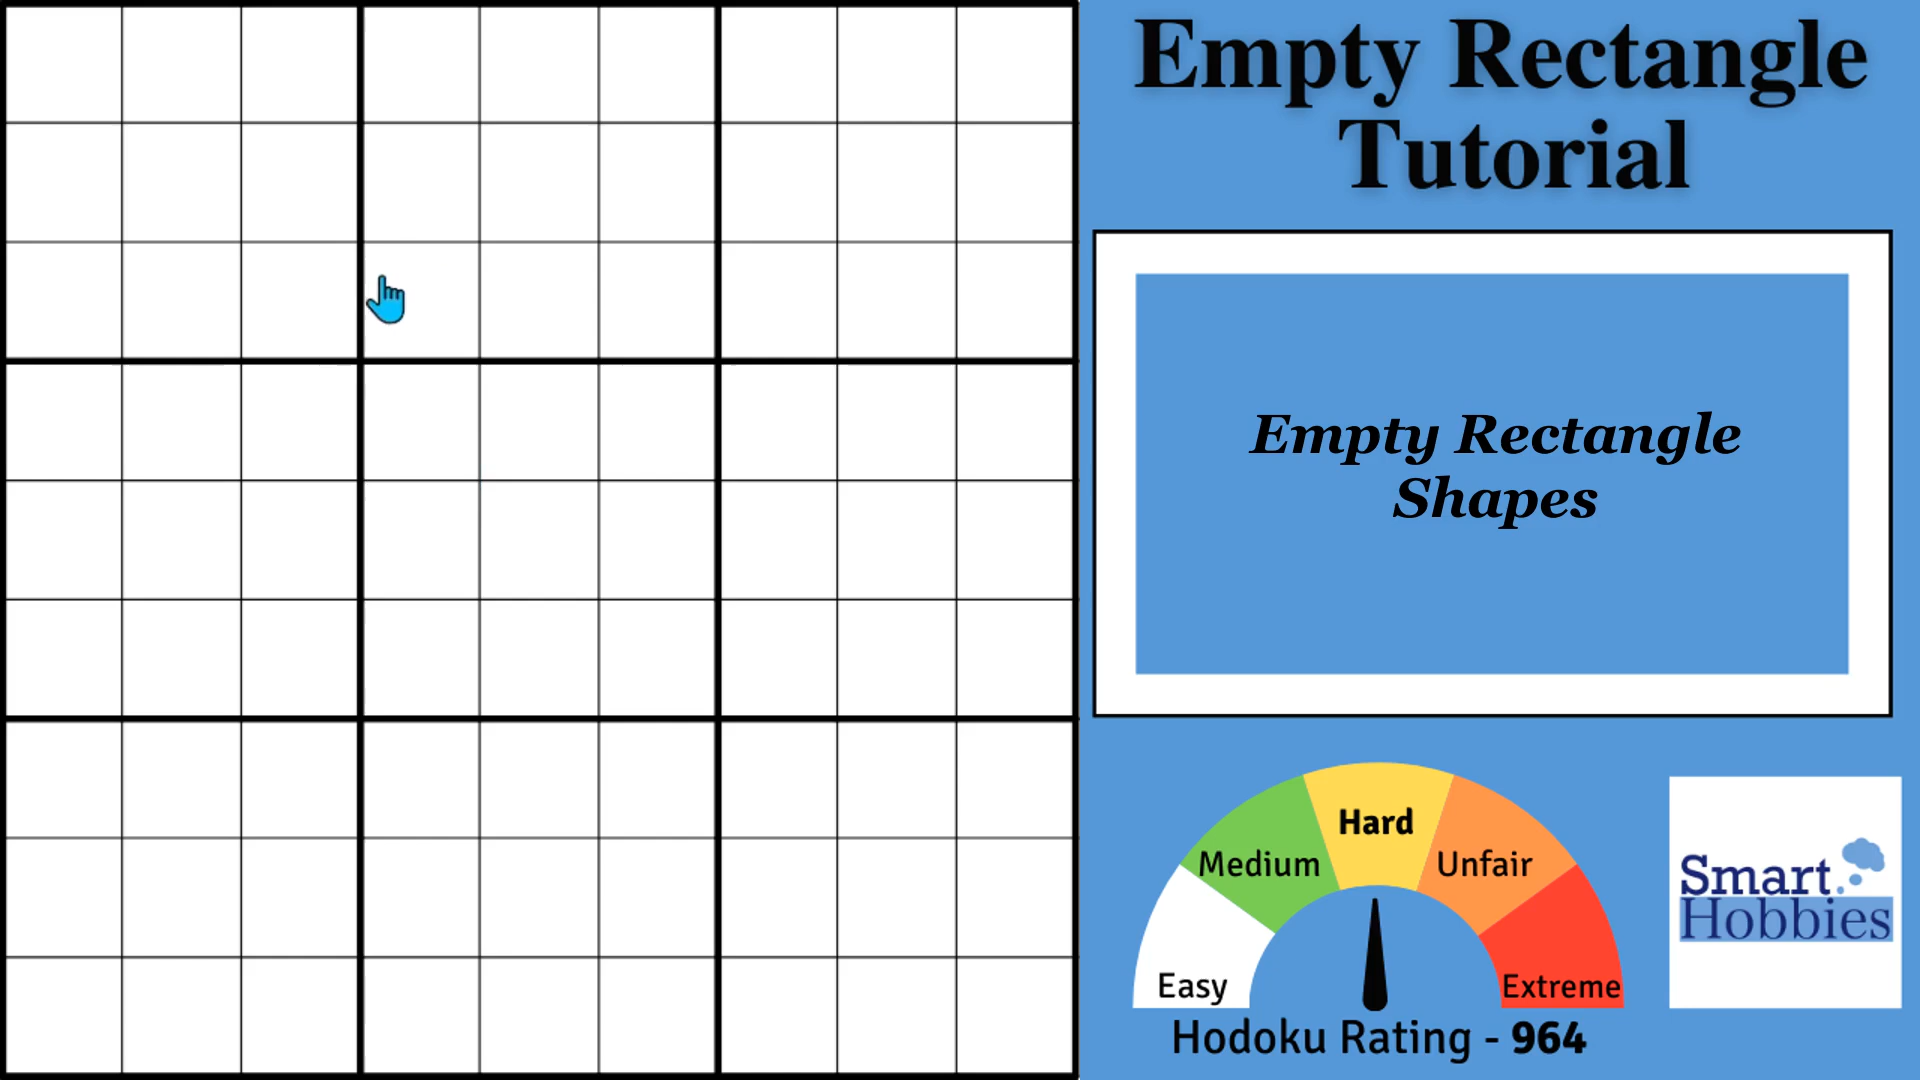 Empty Rectangle
Tutorial
Empty Rectangle
Shapes
Hard
Medium
Unfair
Easy
Extreme
Hodoku Rating - 964
Smart
Hobbies